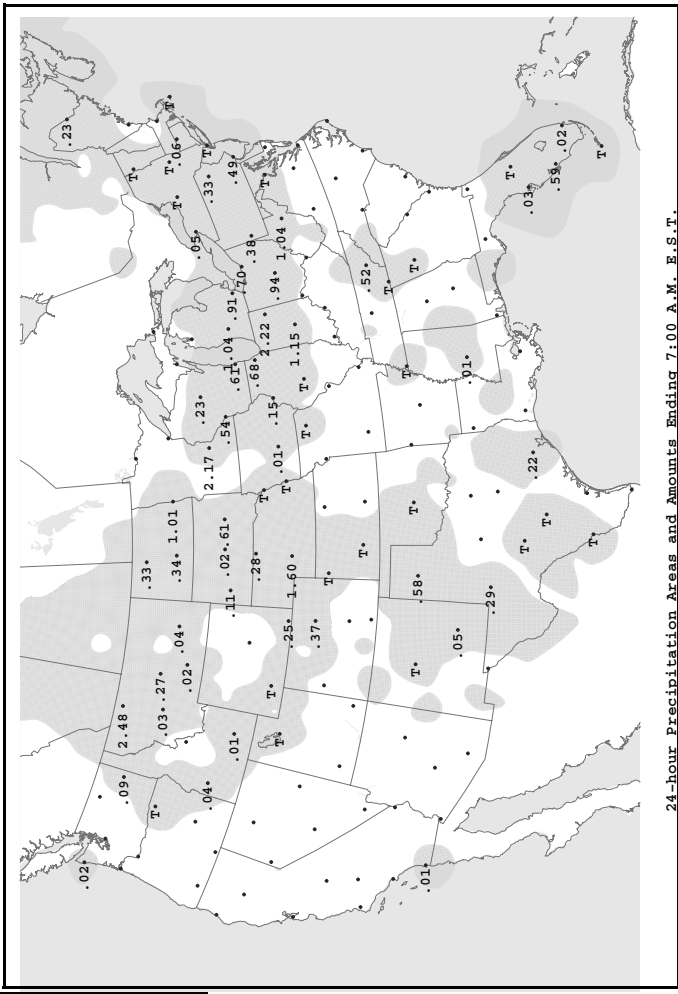 .23
.02
.09
2.48
T
.33
T
.03
.27
1.01
.34
T
T
.06
.04
T
.02
.05
.23
.04
2.17
.33
T
.02
.61
.54
.11
1.04
.91
.49
.01
.61
.70
.38
.28
.68
T
2.22
T
T
.15
.94
T
.01
1.04
T
.25
1.60
1.15
T
T
.37
T
T
.52
T
T
T
T
T
.58
.01
.05
.01
.29
T
T
.03
.22
T
.59
.02
T
T
24-hour Precipitation Areas and Amounts Ending 7:00 A.M. E.S.T.